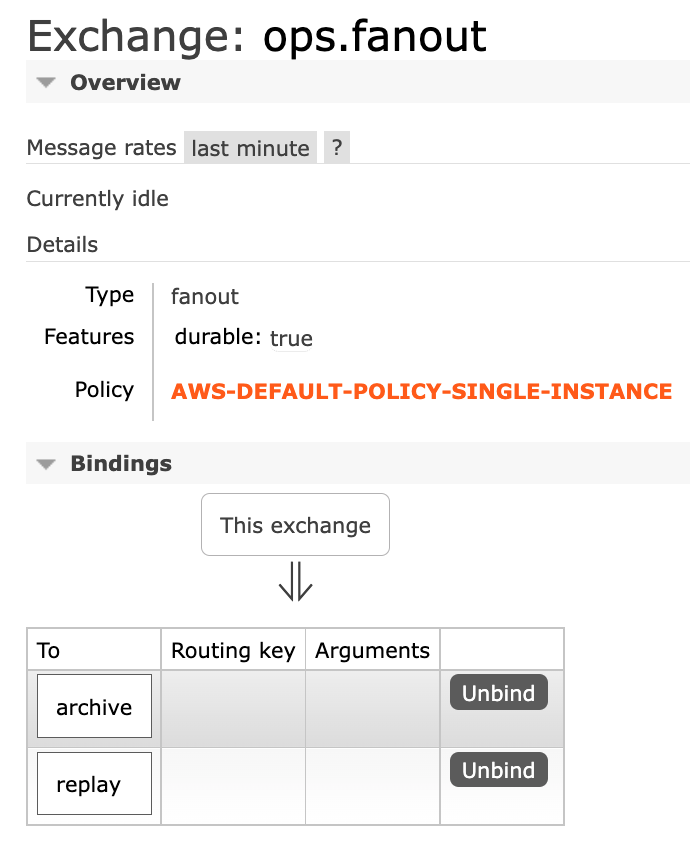 Exchange: ops.fanout
Overview
Message rates last minute ?
Currently idle
Details
Type fanout
Features durable: true
Policy AWS-DEFAULT-POLICY-SINGLE-INSTANCE
Bindings
This exchange
⇓
To Routing key Arguments
archive Unbind
replay Unbind